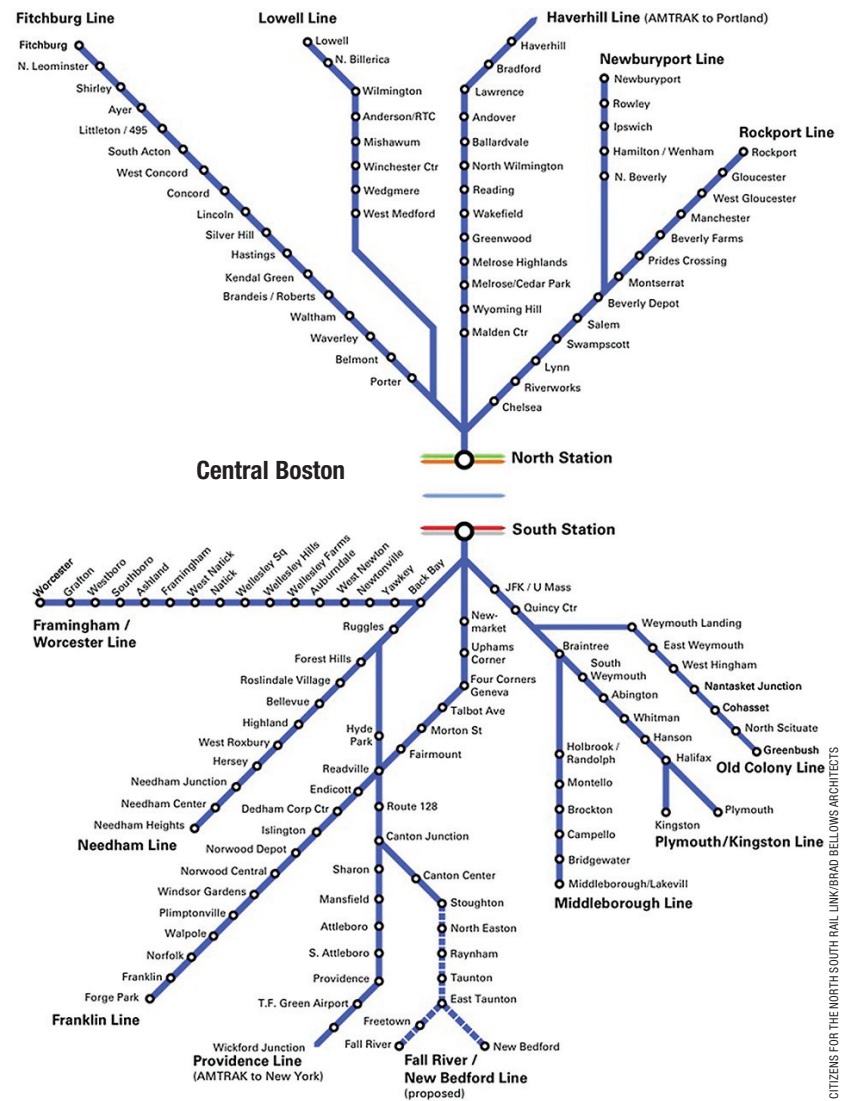 Fitchburg Line
Fitchburg
N. Leominster
Shirley
Ayer
Littleton / 495
South Acton
West Concord
Concord
Lincoln
Silver Hill
Hastings
Kendal Green
Brandeis / Roberts
Waltham
Waverley
Belmont
Porter
Lowell Line
Lowell
N. Billerica
Wilmington
Anderson/RTC
Mishawum
Winchester Ctr
Wedgmere
West Medford
Haverhill Line (AMTRAK to Portland)
Haverhill
Bradford
Lawrence
Andover
Ballardvale
North Wilmington
Reading
Wakefield
Greenwood
Melrose Highlands
Melrose/Cedar Park
Wyoming Hill
Malden Ctr
Newburyport Line
Newburyport
Rowley
Ipswich
Hamilton / Wenham
N. Beverly
Rockport Line
Rockport
Gloucester
West Gloucester
Manchester
Beverly Farms
Prides Crossing
Montserrat
Beverly Depot
Salem
Swampscott
Lynn
Riverworks
Chelsea
Central Boston
North Station
South Station
Worcester
Grafton
Westboro
Southboro
Ashland
Framingham
West Natick
Natick
Wellesley Sq
Wellesley Hills
Wellesley Farms
Auburndale
West Newton
Newtonville
Yawkey
Back Bay
Framingham /
Worcester Line
Ruggles
Forest Hills
Roslindale Village
Bellevue
Highland
West Roxbury
Hersey
Needham Junction
Needham Center
Needham Heights
Needham Line
New-
market
Uphams
Corner
Four Corners
Geneva
Talbot Ave
Morton St
Fairmount
Hyde
Park
Readville
Endicott
Dedham Corp Ctr
Islington
Norwood Depot
Norwood Central
Windsor Gardens
Plimptonville
Walpole
Norfolk
Franklin
Forge Park
Franklin Line
Route 128
Canton Junction
Sharon
Mansfield
Attleboro
S. Attleboro
Providence
T.F. Green Airport
Wickford Junction
Providence Line
(AMTRAK to New York)
Canton Center
Stoughton
North Easton
Raynham
Taunton
East Taunton
Freetown
Fall River
New Bedford
Fall River /
New Bedford Line
(proposed)
JFK / U Mass
Quincy Ctr
Braintree
Holbrook /
Randolph
Montello
Brockton
Campello
Bridgewater
Middleborough/Lakevill
Middleborough Line
South
Weymouth
Abington
Whitman
Hanson
Halifax
Kingston
Plymouth
Plymouth/Kingston Line
Weymouth Landing
East Weymouth
West Hingham
Nantasket Junction
Cohasset
North Scituate
Greenbush
Old Colony Line
CITIZENS FOR THE NORTH SOUTH RAIL LINK/BRAD BELLOWS ARCHITECTS